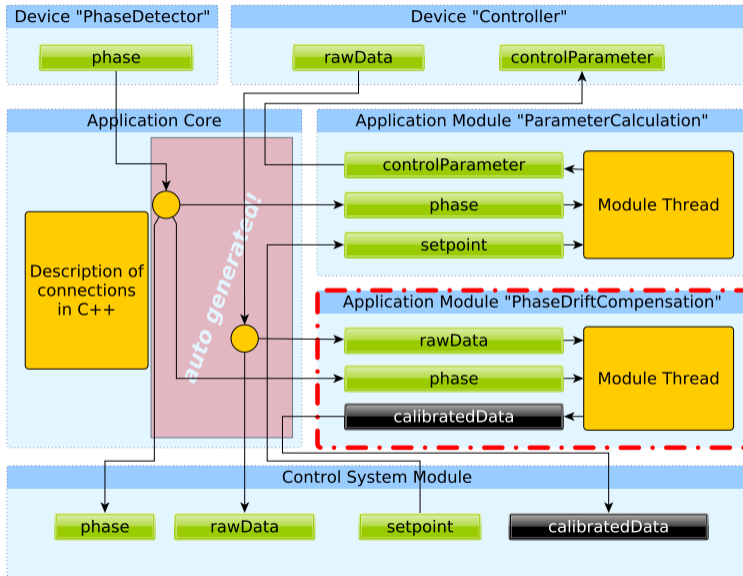 Device "PhaseDetector"
Device "Controller"
phase
rawData
controlParameter
Application Core
Application Module "ParameterCalculation"
controlParameter
phase
setpoint
Module Thread
Description of
connections
in C++
auto generated!
Application Module "PhaseDriftCompensation"
rawData
phase
calibratedData
Module Thread
Control System Module
phase
rawData
setpoint
calibratedData